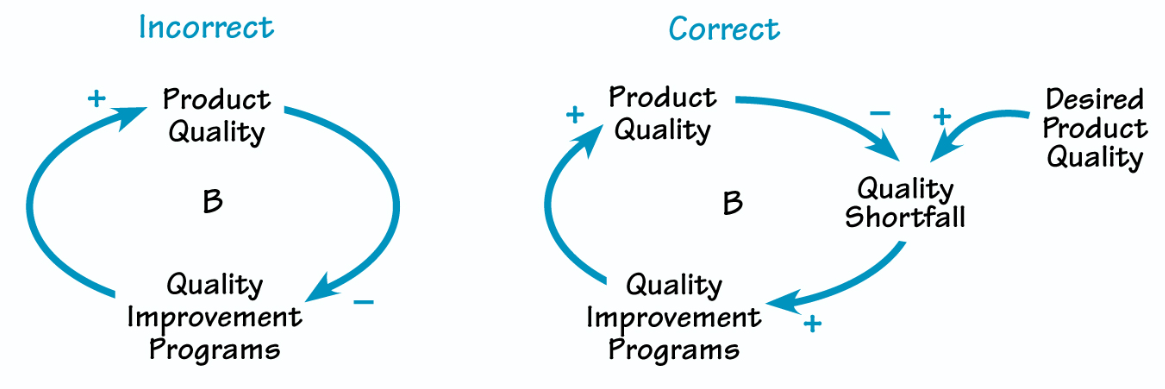 Incorrect
+
Product
Quality
B
Quality
Improvement
Programs
−
Correct
+
Product
Quality
−
+
Desired
Product
Quality
B
Quality
Shortfall
Quality
Improvement
Programs
+